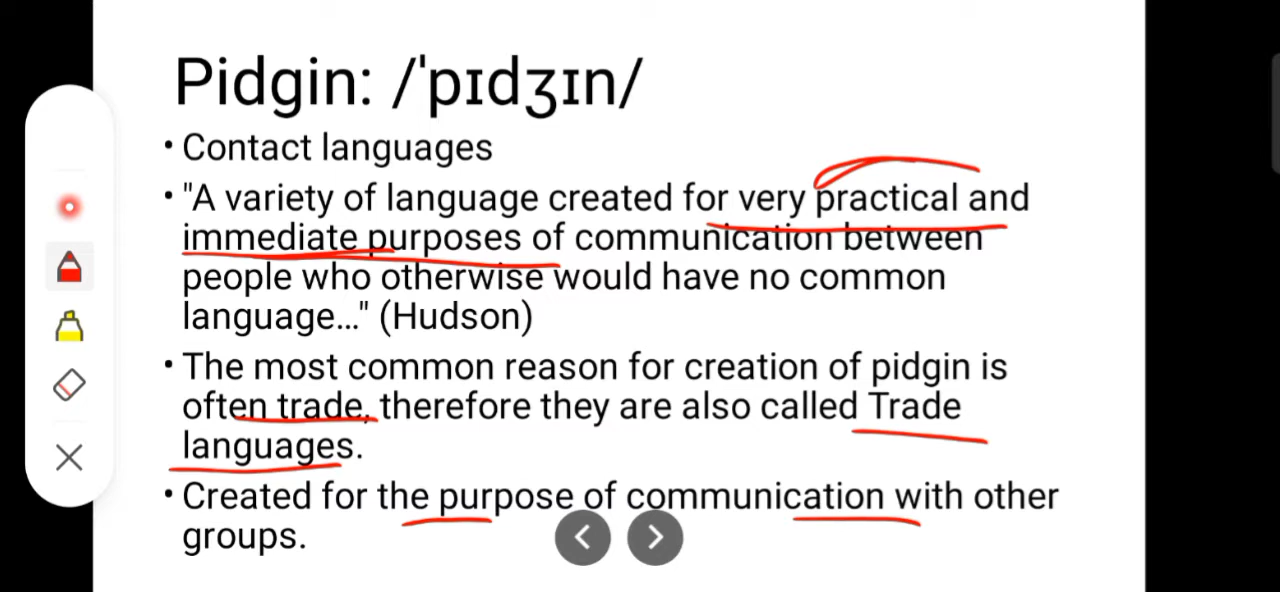 Pidgin: /ˈpɪdʒɪn/
• Contact languages
• "A variety of language created for very practical and
immediate purposes of communication between
people who otherwise would have no common
language…" (Hudson)
• The most common reason for creation of pidgin is
often trade, therefore they are also called Trade
languages.
• Created for the purpose of communication with other
groups.